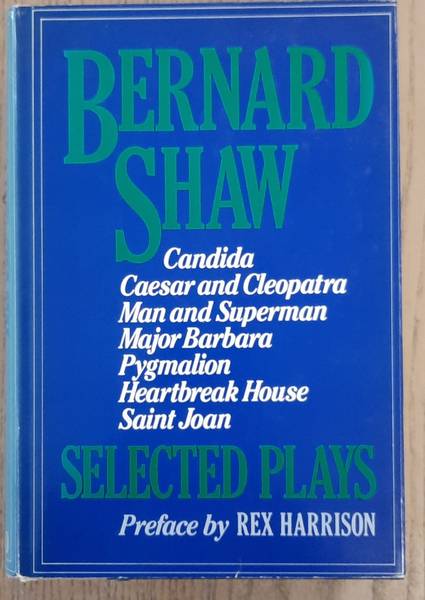 BERNARD
SHAW
Candida
Caesar and Cleopatra
Man and Superman
Major Barbara
Pygmalion
Heartbreak House
Saint Joan
SELECTED PLAYS
Preface by REX HARRISON